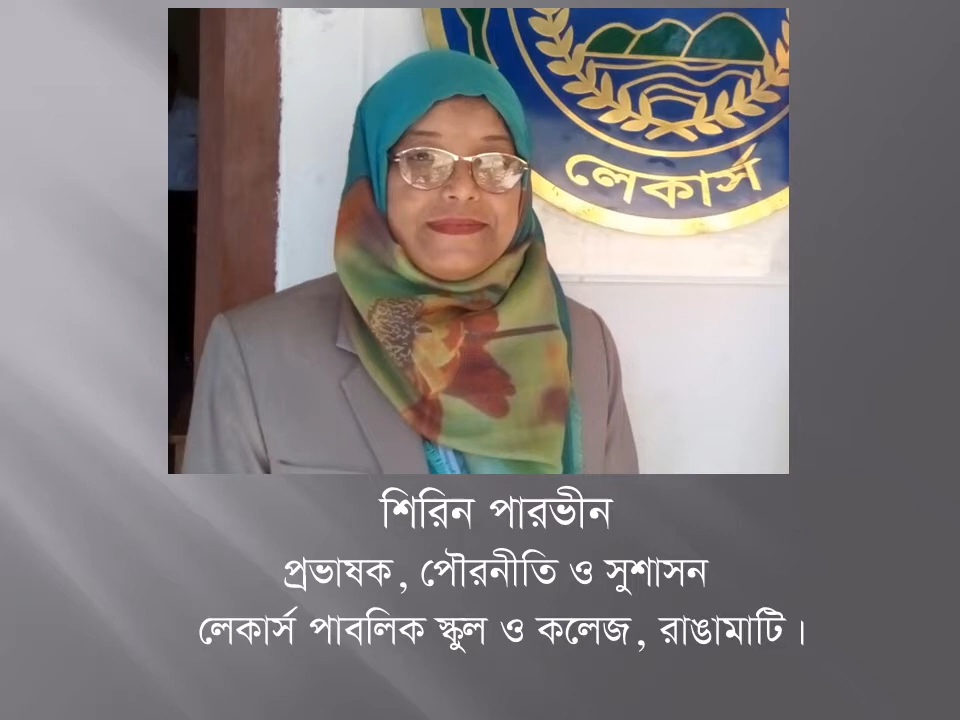 লেকার্স
শিরিন পারভীন
প্রভাষক, পৌরনীতি ও সুশাসন
লেকার্স পাবলিক স্কুল ও কলেজ, রাঙামাটি।